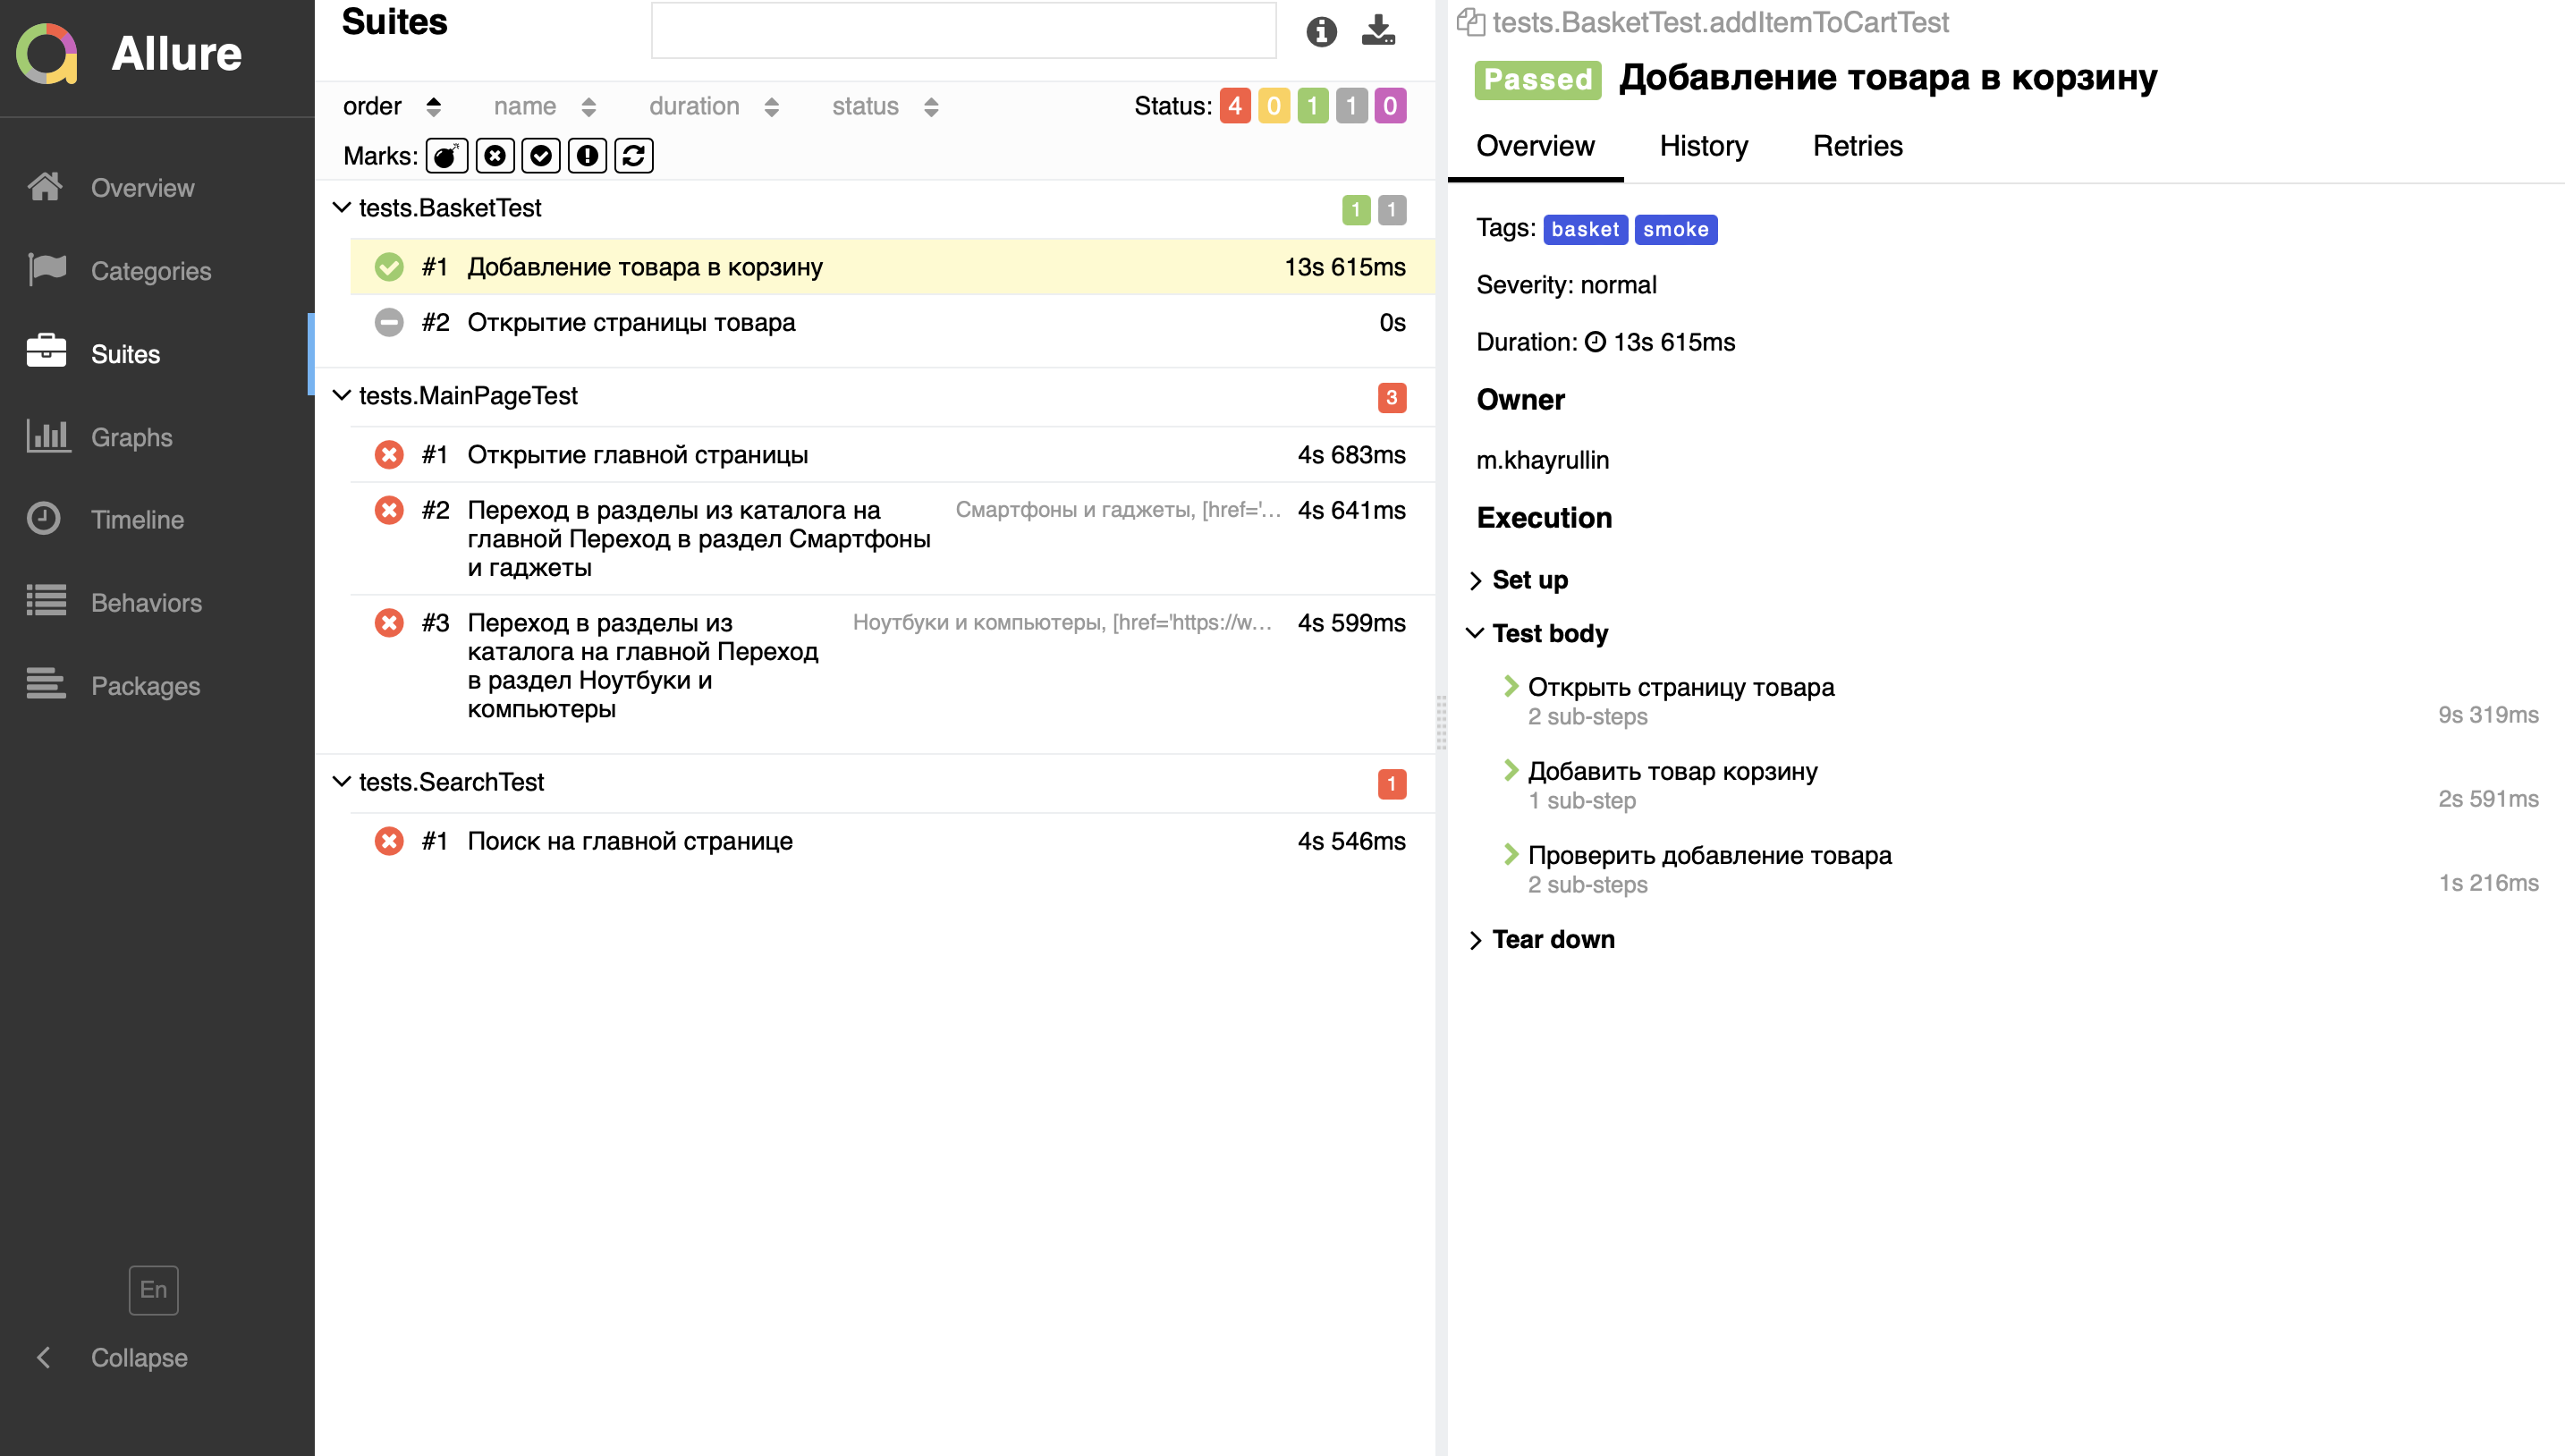 Allure
Overview
Categories
Suites
Graphs
Timeline
Behaviors
Packages
En
Collapse
Suites
order name duration status Status: 4 0 1 1 0
Marks:
tests.BasketTest 1 1
#1 Добавление товара в корзину 13s 615ms
#2 Открытие страницы товара 0s
tests.MainPageTest 3
#1 Открытие главной страницы 4s 683ms
#2 Переход в разделы из каталога на Смартфоны и гаджеты, [href='... 4s 641ms
главной Переход в раздел Смартфоны
и гаджеты
#3 Переход в разделы из Ноутбуки и компьютеры, [href='https://w... 4s 599ms
каталога на главной Переход
в раздел Ноутбуки и
компьютеры
tests.SearchTest 1
#1 Поиск на главной странице 4s 546ms
tests.BasketTest.addItemToCartTest
Passed Добавление товара в корзину
Overview History Retries
Tags: basket smoke
Severity: normal
Duration: 13s 615ms
Owner
m.khayrullin
Execution
Set up
Test body
Открыть страницу товара
2 sub-steps 9s 319ms
Добавить товар корзину
1 sub-step 2s 591ms
Проверить добавление товара
2 sub-steps 1s 216ms
Tear down